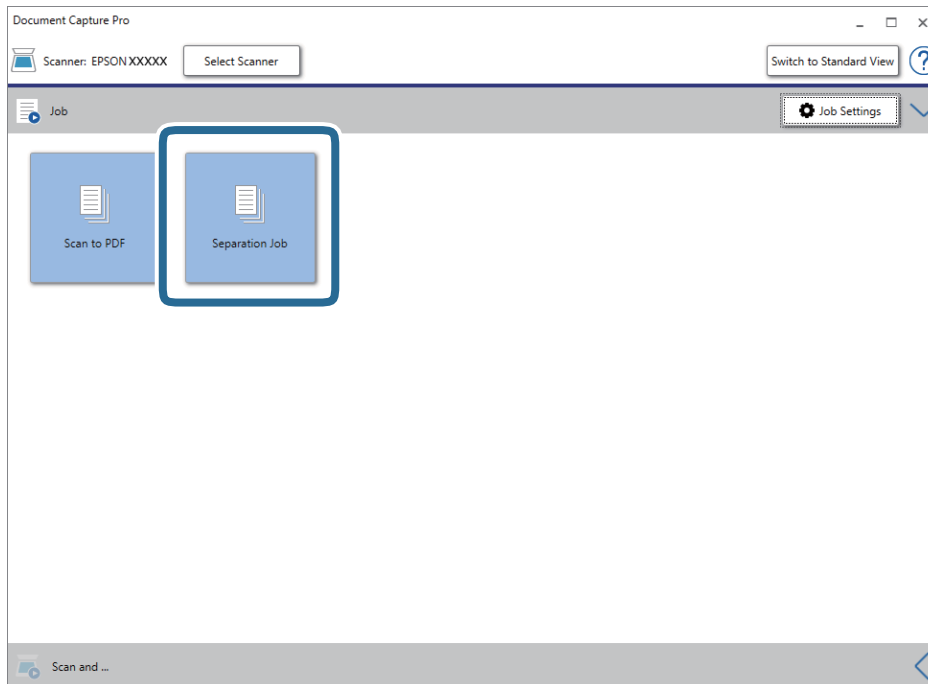 Document Capture Pro
Scanner: EPSON XXXXX Select Scanner Switch to Standard View ?
Job Job Settings
Scan to PDF Separation Job
Scan and ...